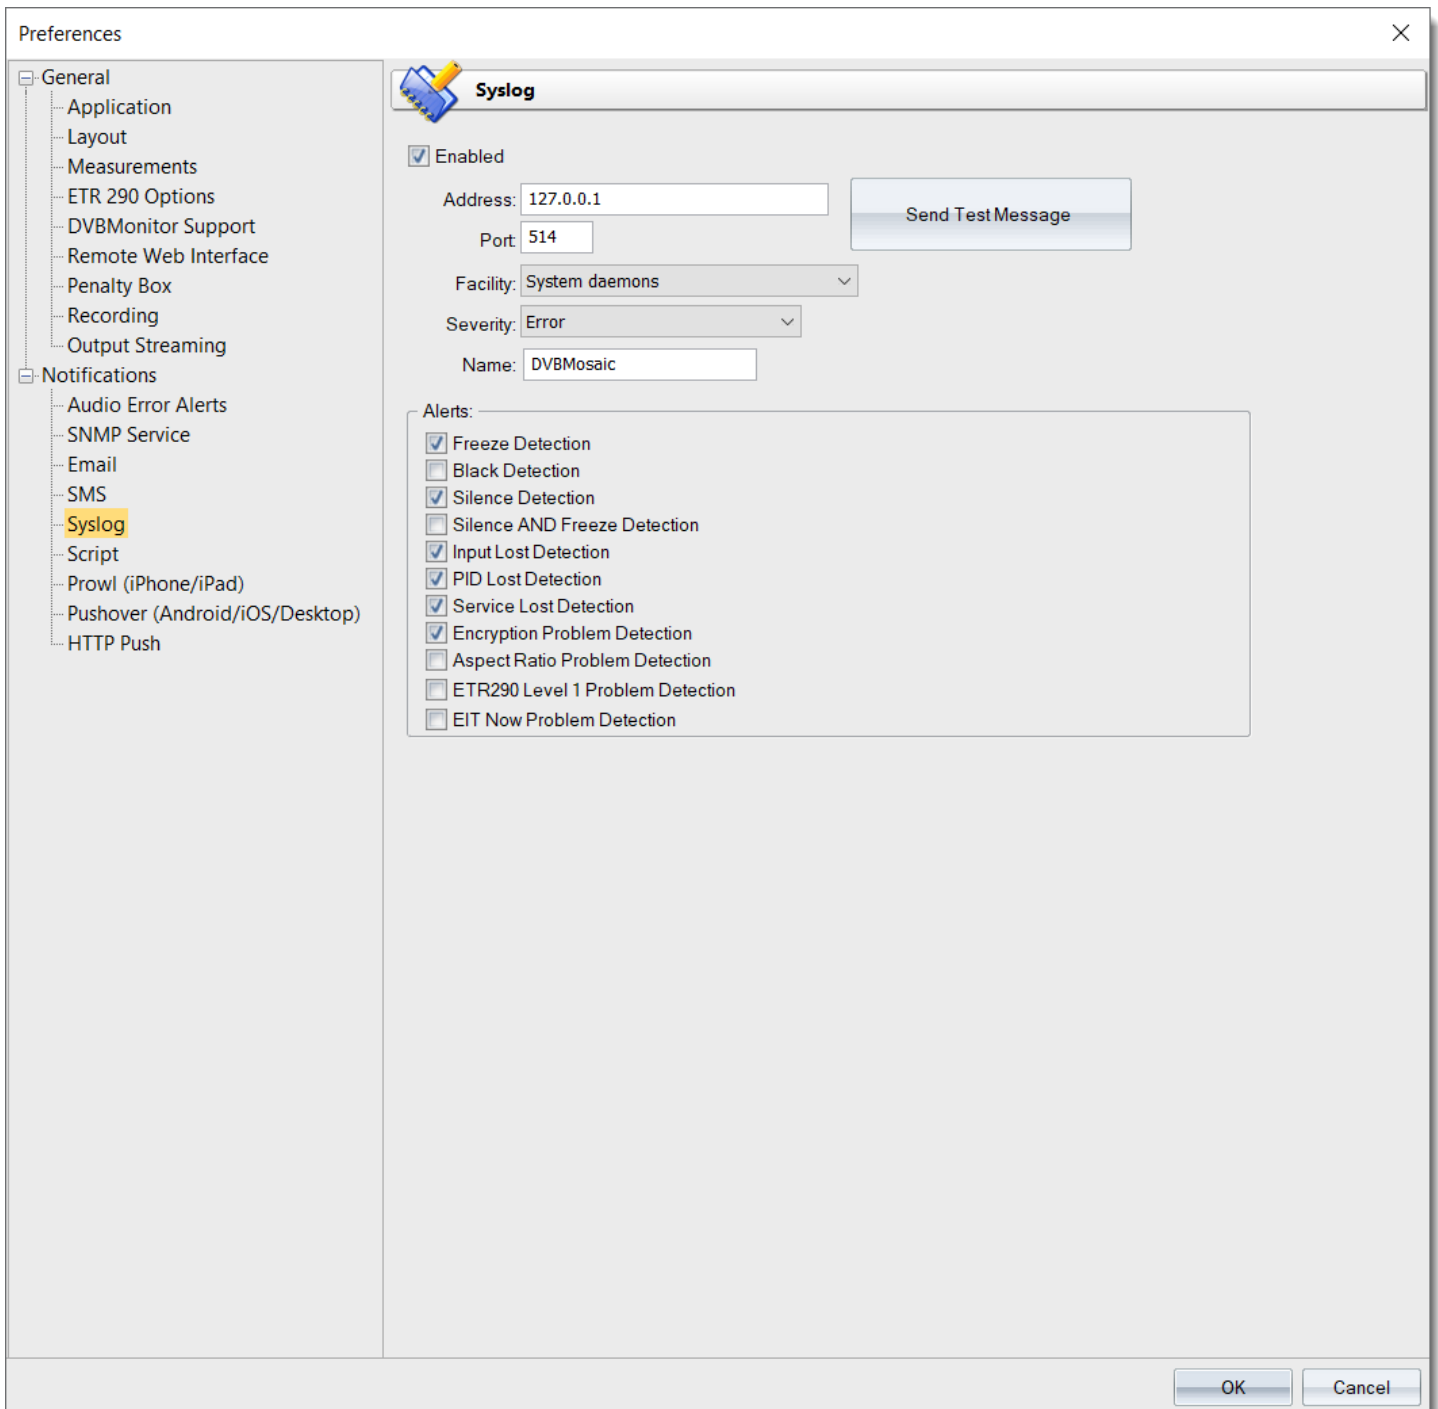 Preferences
General
Application
Layout
Measurements
ETR 290 Options
DVBMonitor Support
Remote Web Interface
Penalty Box
Recording
Output Streaming
Notifications
Audio Error Alerts
SNMP Service
Email
SMS
Syslog
Script
Prowl (iPhone/iPad)
Pushover (Android/iOS/Desktop)
HTTP Push
Syslog
Enabled
Address: 127.0.0.1
Send Test Message
Port: 514
Facility: System daemons
Severity: Error
Name: DVBMosaic
Alerts:
Freeze Detection
Black Detection
Silence Detection
Silence AND Freeze Detection
Input Lost Detection
PID Lost Detection
Service Lost Detection
Encryption Problem Detection
Aspect Ratio Problem Detection
ETR290 Level 1 Problem Detection
EIT Now Problem Detection
OK Cancel